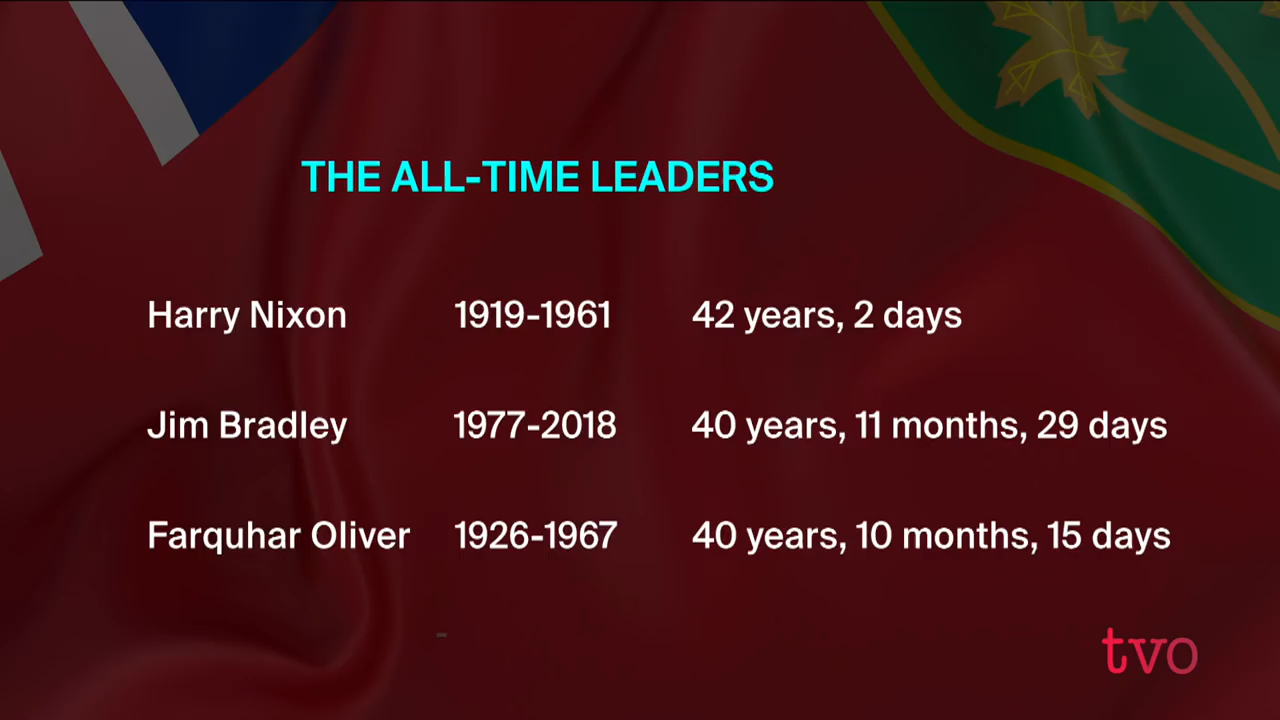 THE ALL-TIME LEADERS
Harry Nixon 1919-1961 42 years, 2 days
Jim Bradley 1977-2018 40 years, 11 months, 29 days
Farquhar Oliver 1926-1967 40 years, 10 months, 15 days
-
tvo